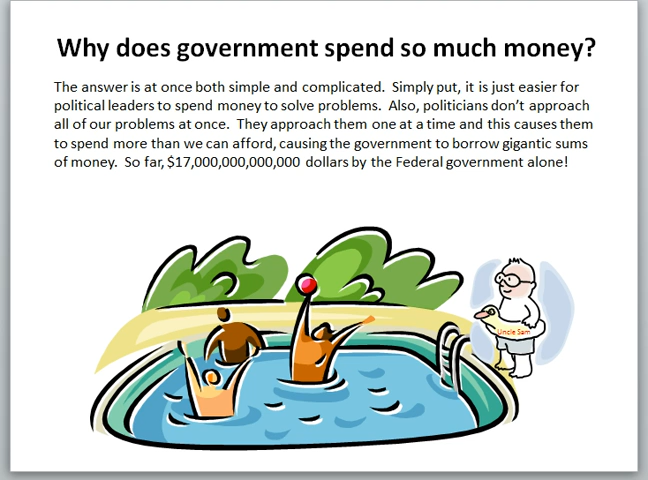 Why does government spend so much money?
The answer is at once both simple and complicated.  Simply put, it is just easier for
political leaders to spend money to solve problems.  Also, politicians don't approach
all of our problems at once.  They approach them one at a time and this causes them
to spend more than we can afford, causing the government to borrow gigantic sums
of money.  So far, $17,000,000,000,000 dollars by the Federal government alone!
Uncle Sam